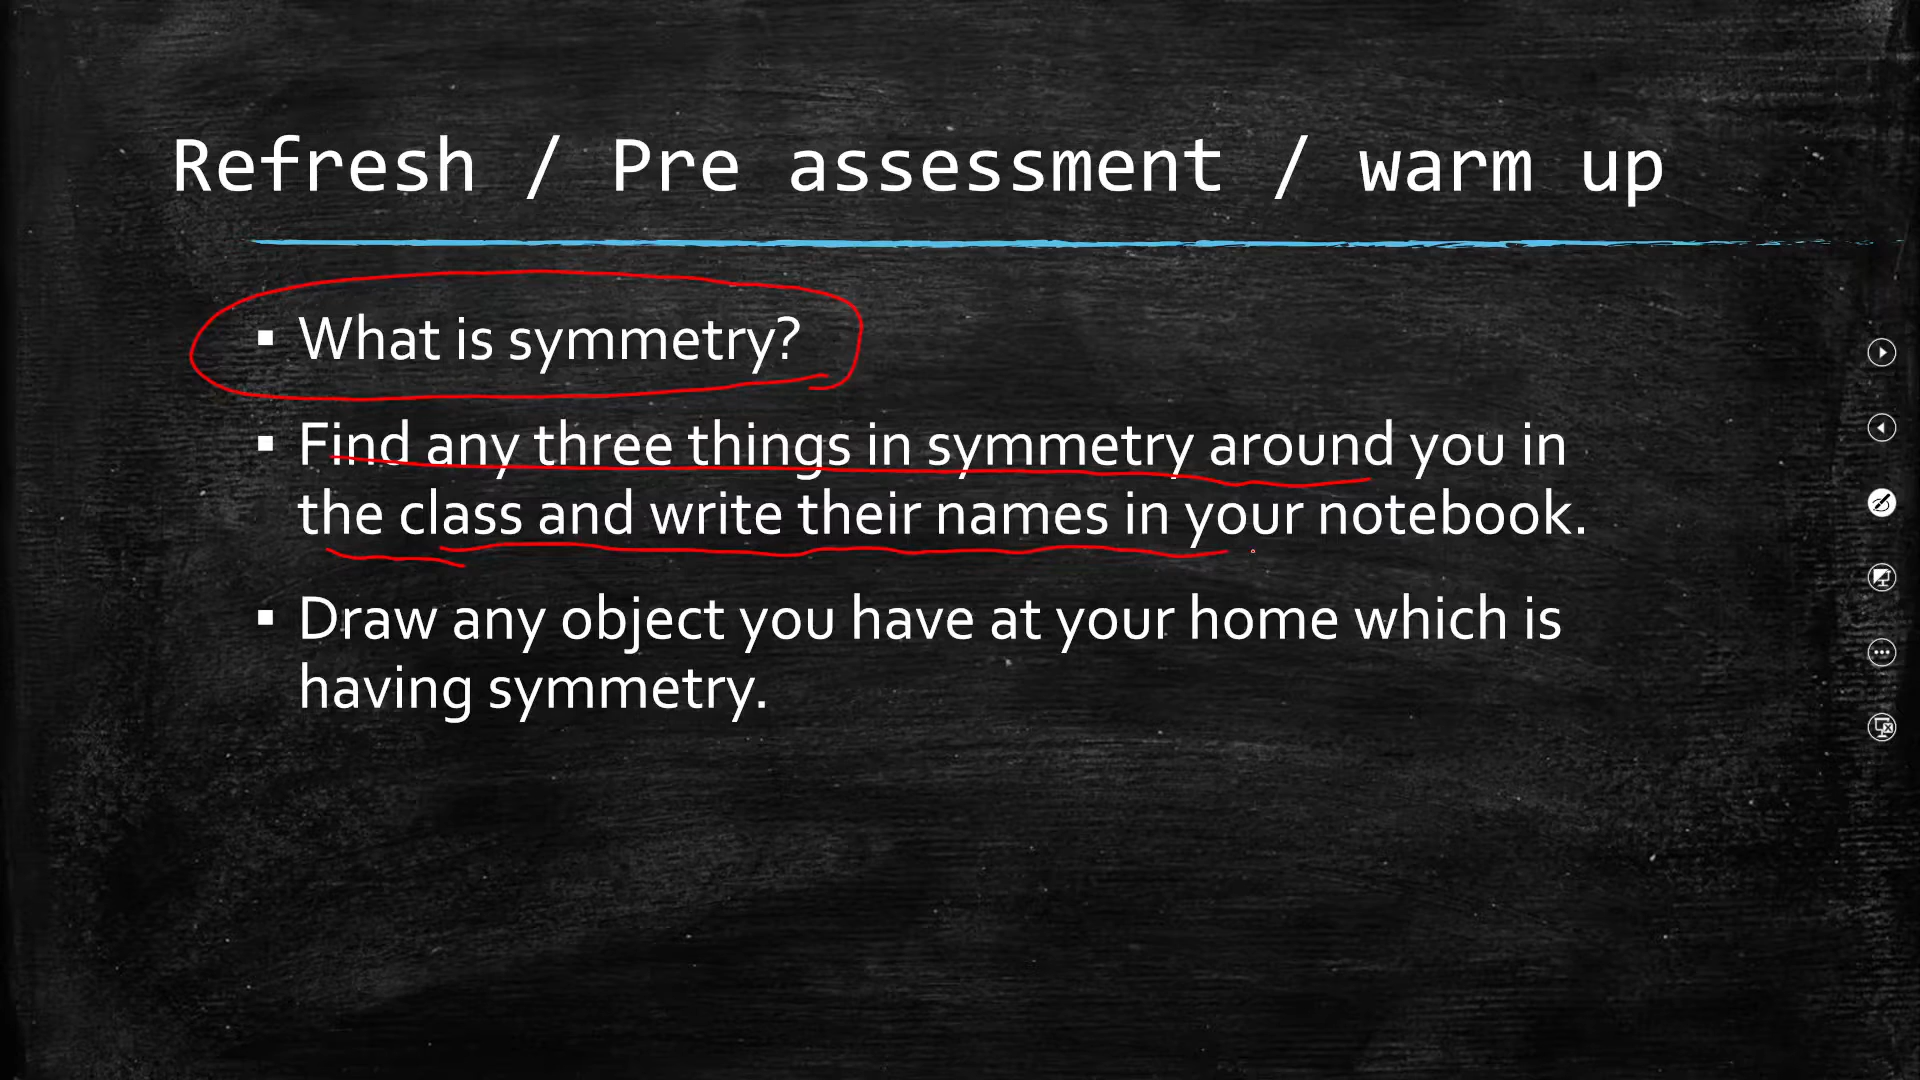 Refresh / Pre assessment / warm up
▪ What is symmetry?
▪ Find any three things in symmetry around you in
the class and write their names in your notebook.
▪ Draw any object you have at your home which is
having symmetry.